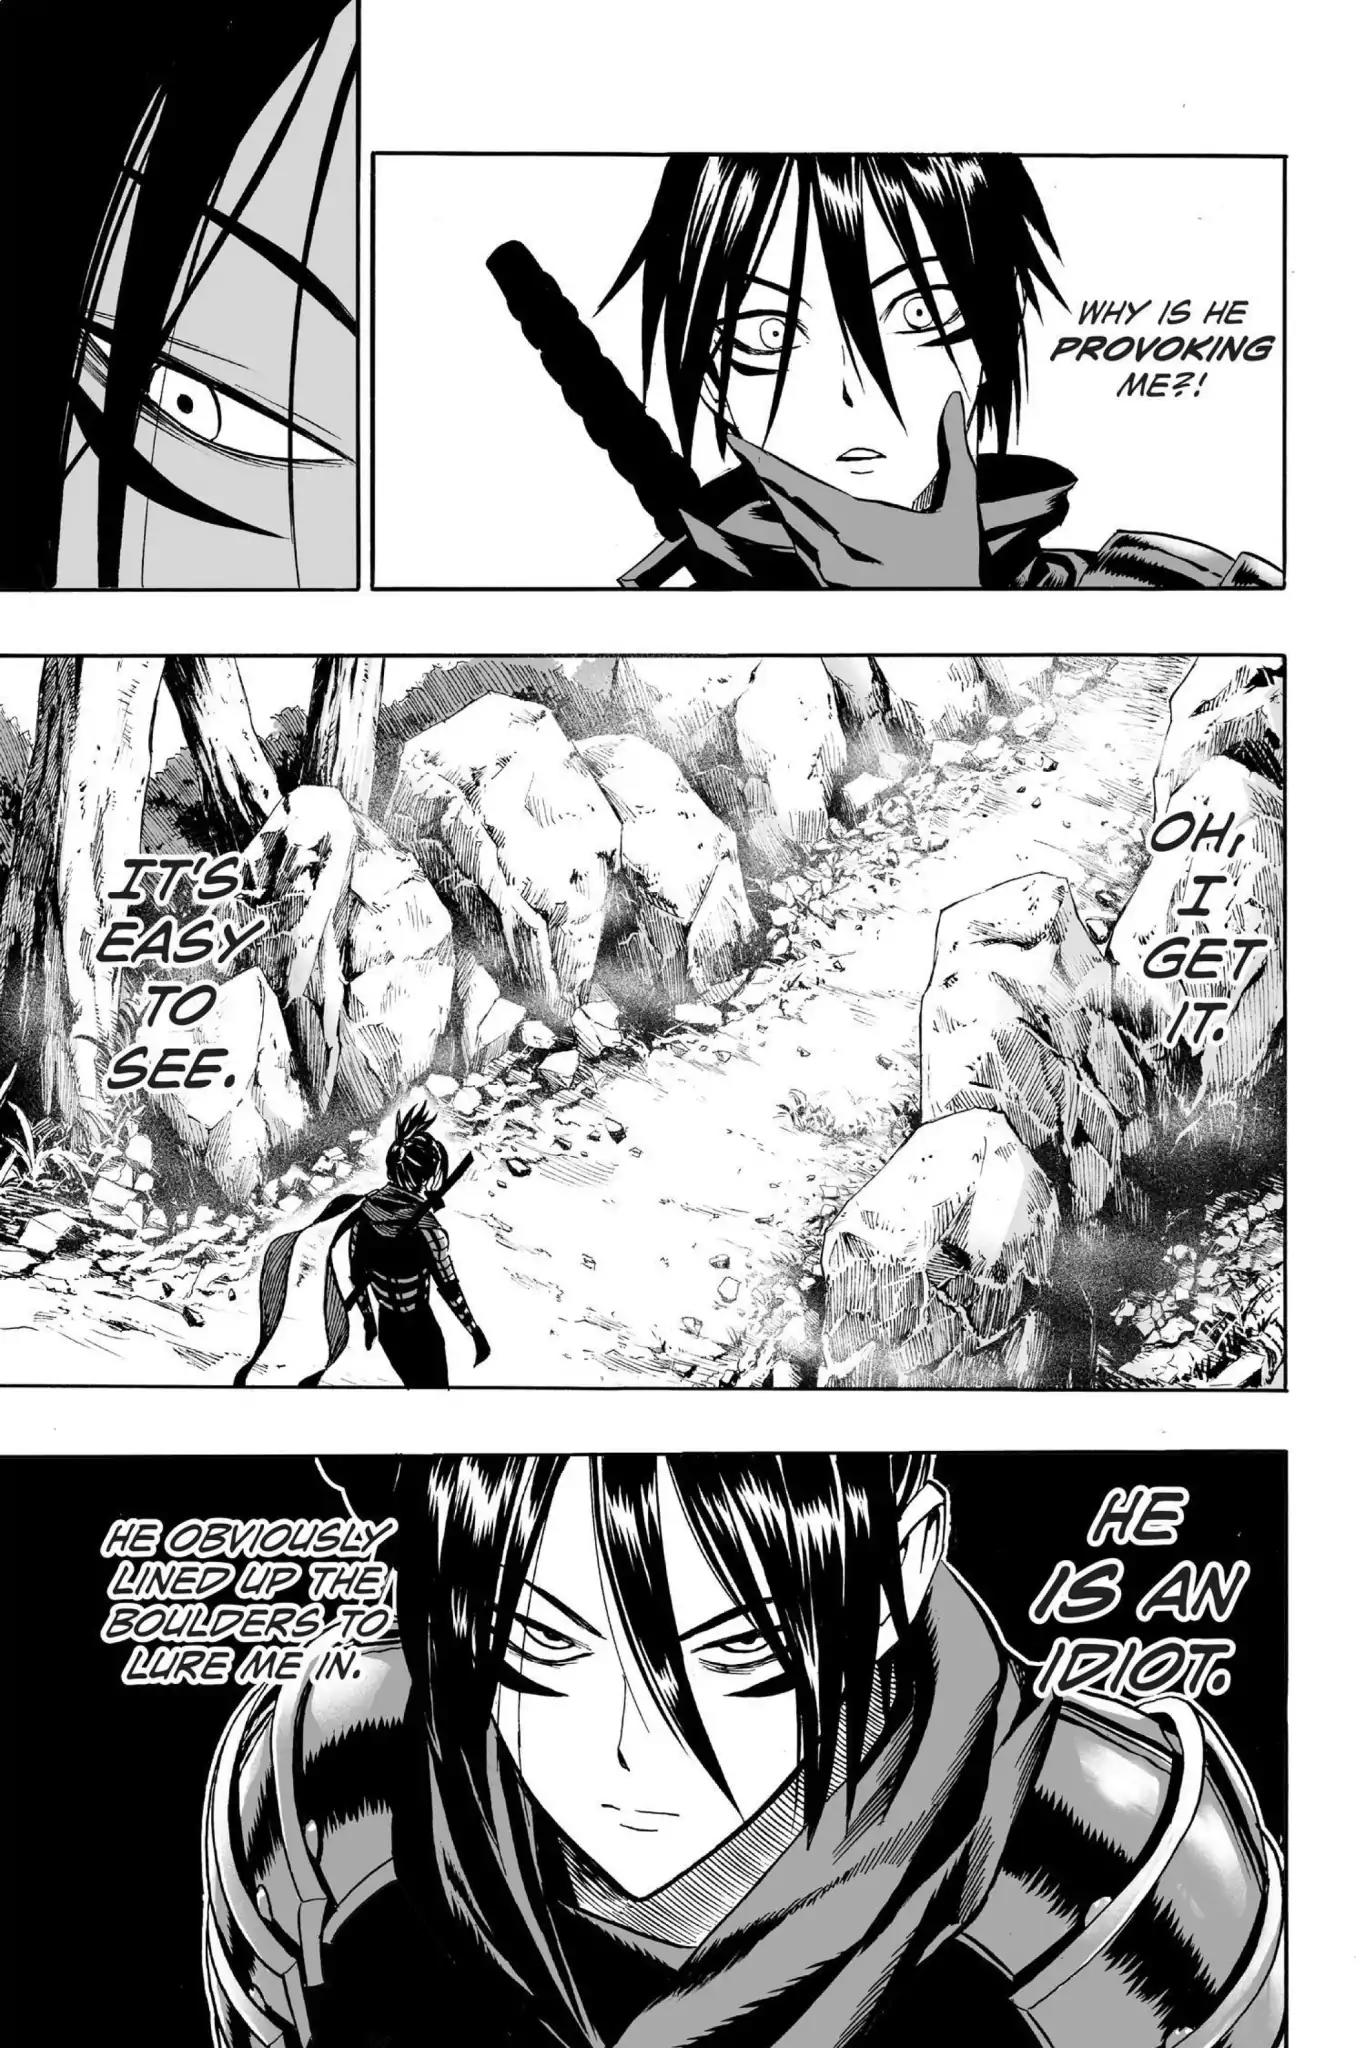 WHY IS HE
PROVOKING
ME?!
OH,
I
GET
IT.
IT'S
EASY
TO
SEE.
HE
IS AN
IDIOT.
HE OBVIOUSLY
LINED UP THE
BOULDERS TO
LURE ME IN.